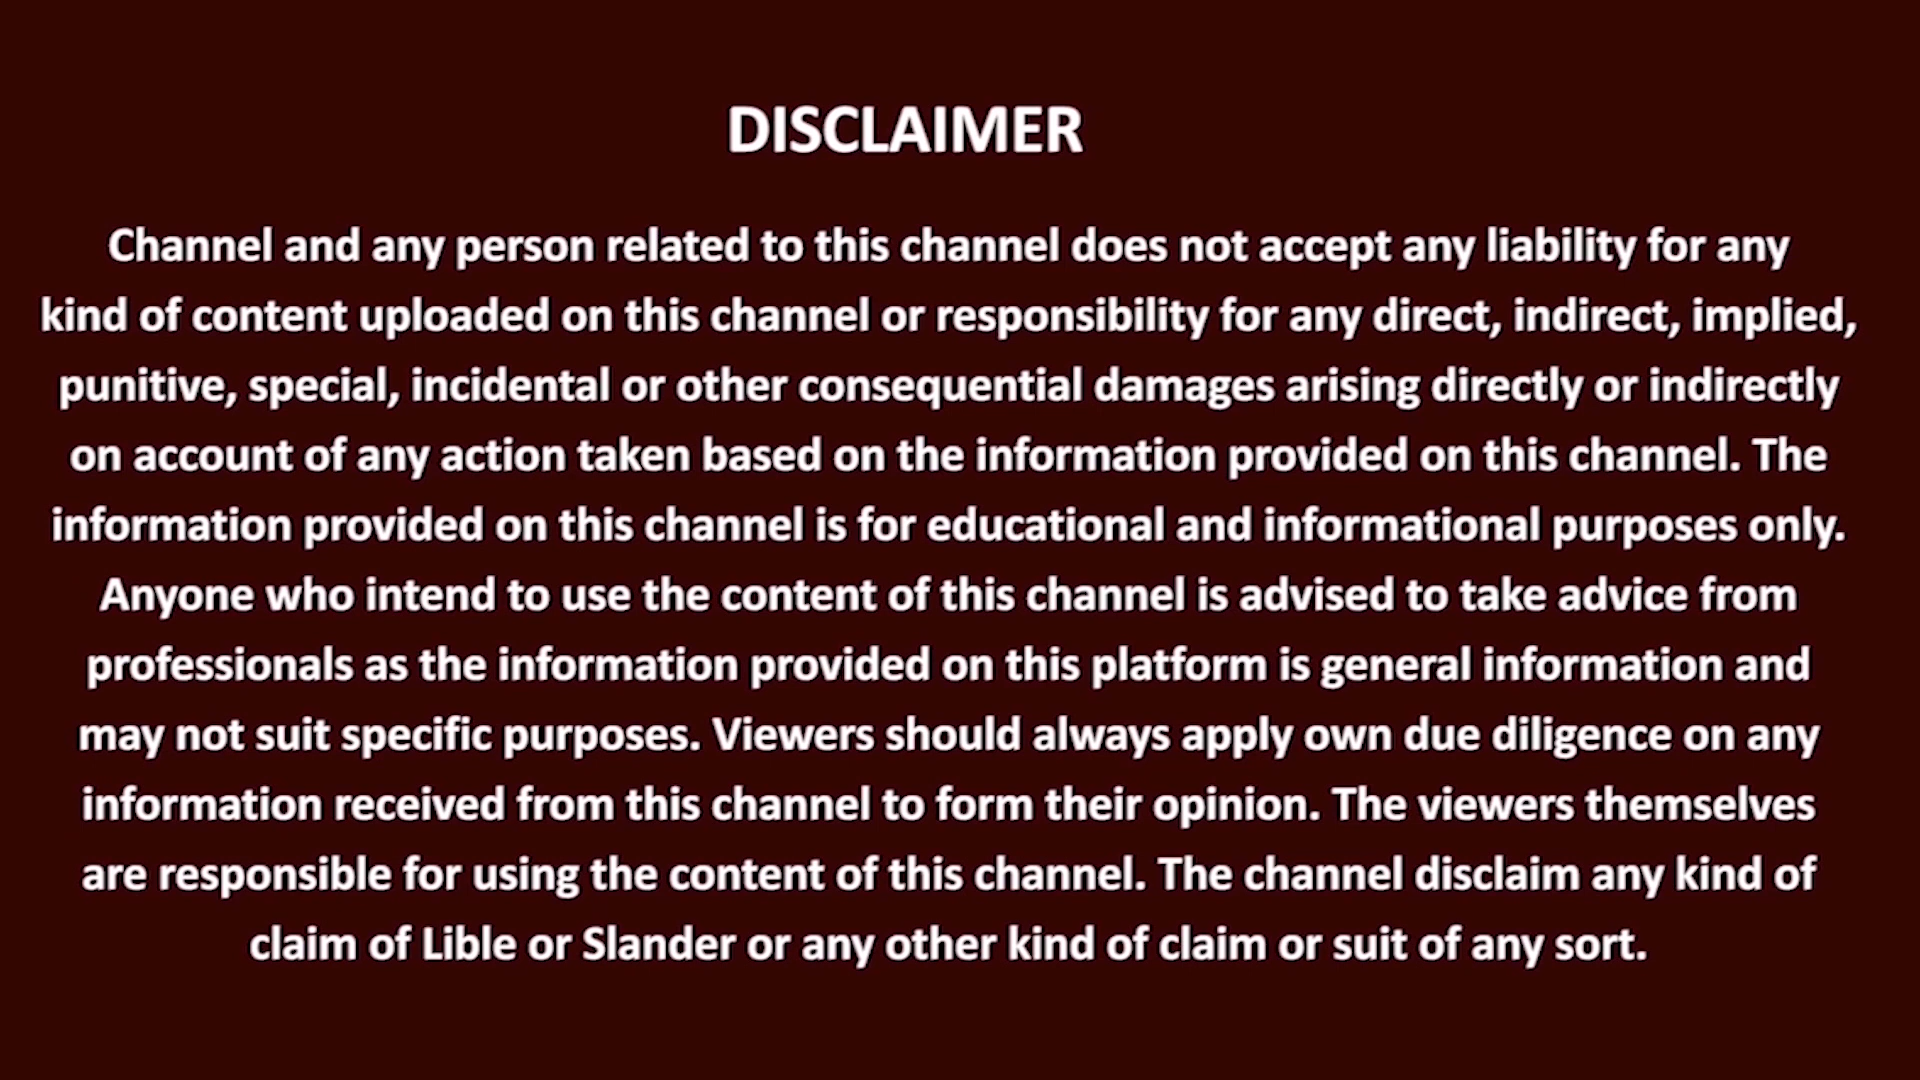 DISCLAIMER
Channel and any person related to this channel does not accept any liability for any
kind of content uploaded on this channel or responsibility for any direct, indirect, implied,
punitive, special, incidental or other consequential damages arising directly or indirectly
on account of any action taken based on the information provided on this channel. The
information provided on this channel is for educational and informational purposes only.
Anyone who intend to use the content of this channel is advised to take advice from
professionals as the information provided on this platform is general information and
may not suit specific purposes. Viewers should always apply own due diligence on any
information received from this channel to form their opinion. The viewers themselves
are responsible for using the content of this channel. The channel disclaim any kind of
claim of Lible or Slander or any other kind of claim or suit of any sort.